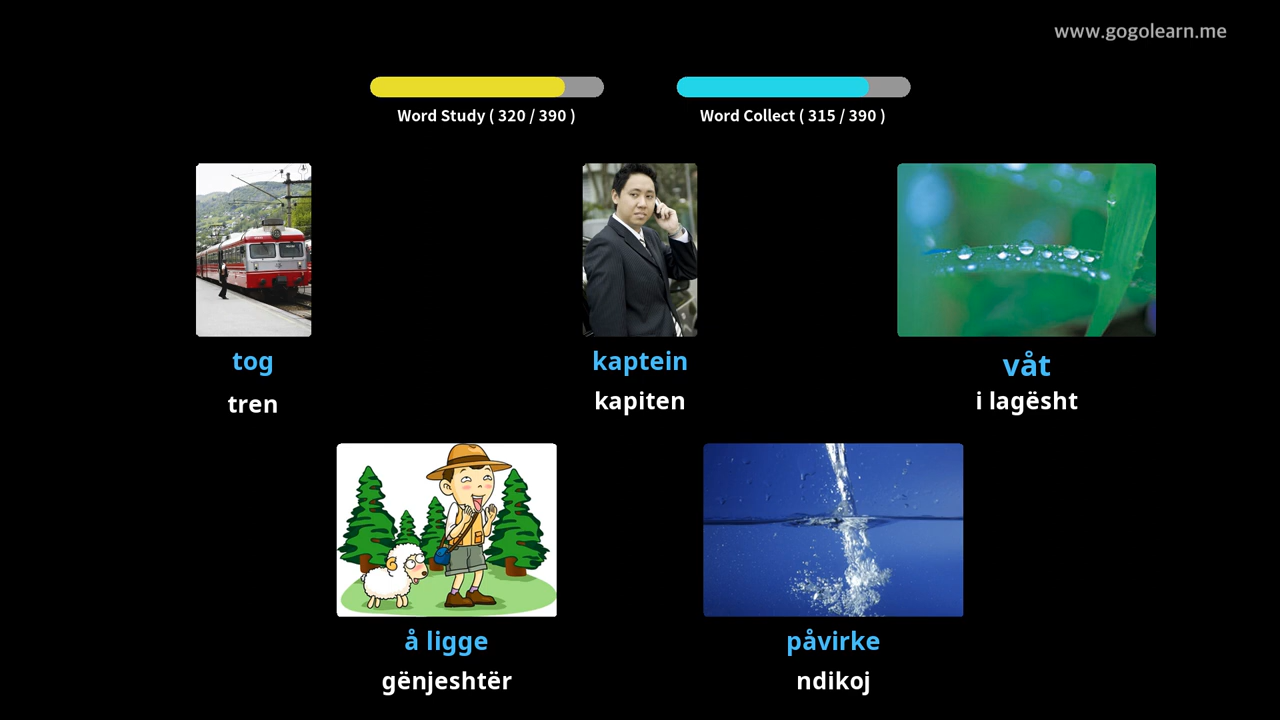 www.gogolearn.me
Word Study ( 320 / 390 )
Word Collect ( 315 / 390 )
tog
tren
kaptein
kapiten
våt
i lagësht
å ligge
gënjeshtër
påvirke
ndikoj